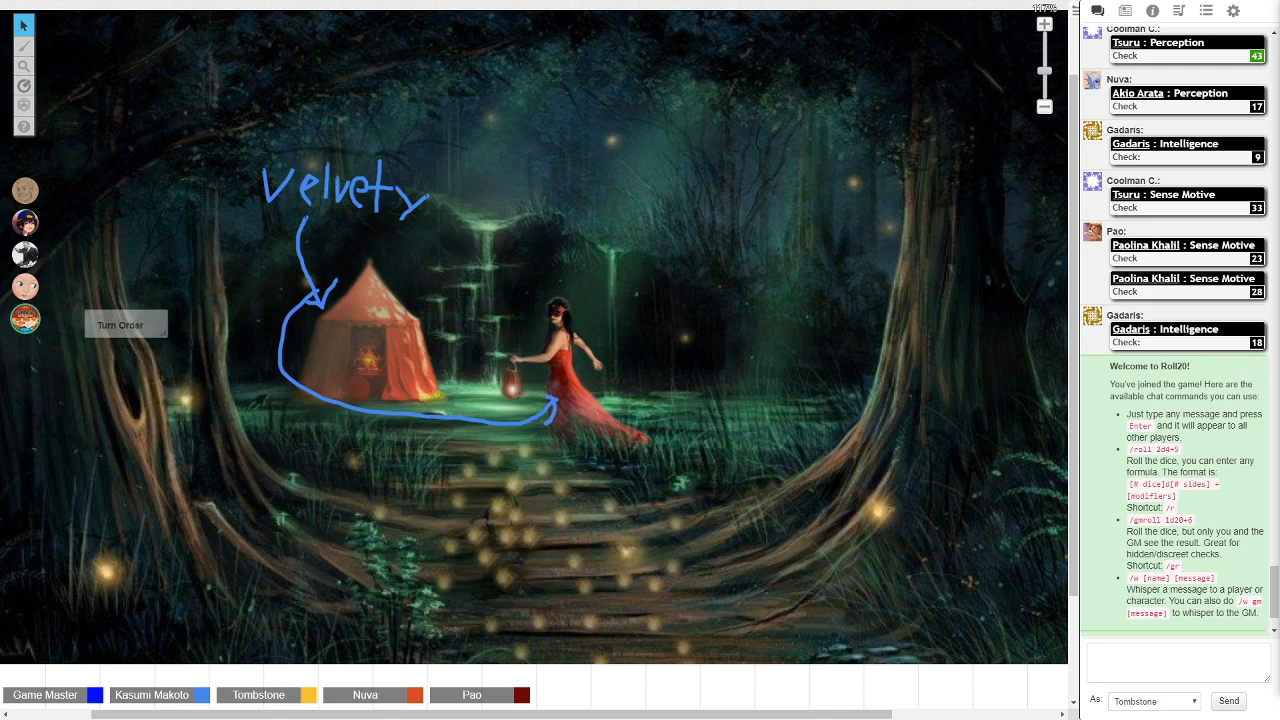 117%
Velvety
Turn Order
Game Master
Kasumi Makoto
Tombstone
Nuva
Pao
Coolman C.:
Tsuru : Perception
Check
43
Nuva:
Akio Arata : Perception
Check
17
Gadaris:
Gadaris : Intelligence
Check:
9
Coolman C.:
Tsuru : Sense Motive
Check
33
Pao:
Paolina Khalil : Sense Motive
Check
23
Paolina Khalil : Sense Motive
Check
28
Gadaris:
Gadaris : Intelligence
Check:
18
Welcome to Roll20!
You've joined the game! Here are the
available chat commands you can use:
Just type any message and press
Enter and it will appear to all
other players.
/roll 2d4+5
Roll the dice, you can enter any
formula. The format is:
[# dice]d[# sides] +
[modifiers]
Shortcut: /r
/gmroll 1d20+6
Roll the dice, but only you and the
GM see the result. Great for
hidden/discreet checks.
Shortcut: /gr
/w [name] [message]
Whisper a message to a player or
character. You can also do /w gm
[message] to whisper to the GM.
As:
Tombstone
Send